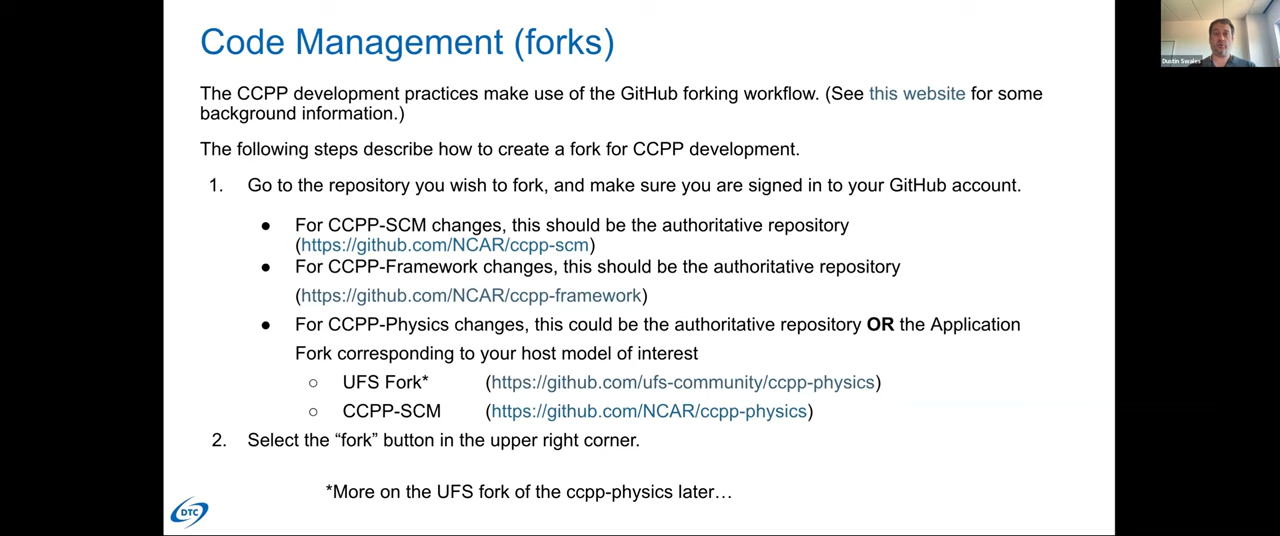 Code Management (forks)
The CCPP development practices make use of the GitHub forking workflow. (See this website for some
background information.)
The following steps describe how to create a fork for CCPP development.
1. Go to the repository you wish to fork, and make sure you are signed in to your GitHub account.
● For CCPP-SCM changes, this should be the authoritative repository
(https://github.com/NCAR/ccpp-scm)
● For CCPP-Framework changes, this should be the authoritative repository
(https://github.com/NCAR/ccpp-framework)
● For CCPP-Physics changes, this could be the authoritative repository OR the Application
Fork corresponding to your host model of interest
○ UFS Fork* (https://github.com/ufs-community/ccpp-physics)
○ CCPP-SCM (https://github.com/NCAR/ccpp-physics)
2. Select the “fork” button in the upper right corner.
*More on the UFS fork of the ccpp-physics later…
DTC
Dustin Swales